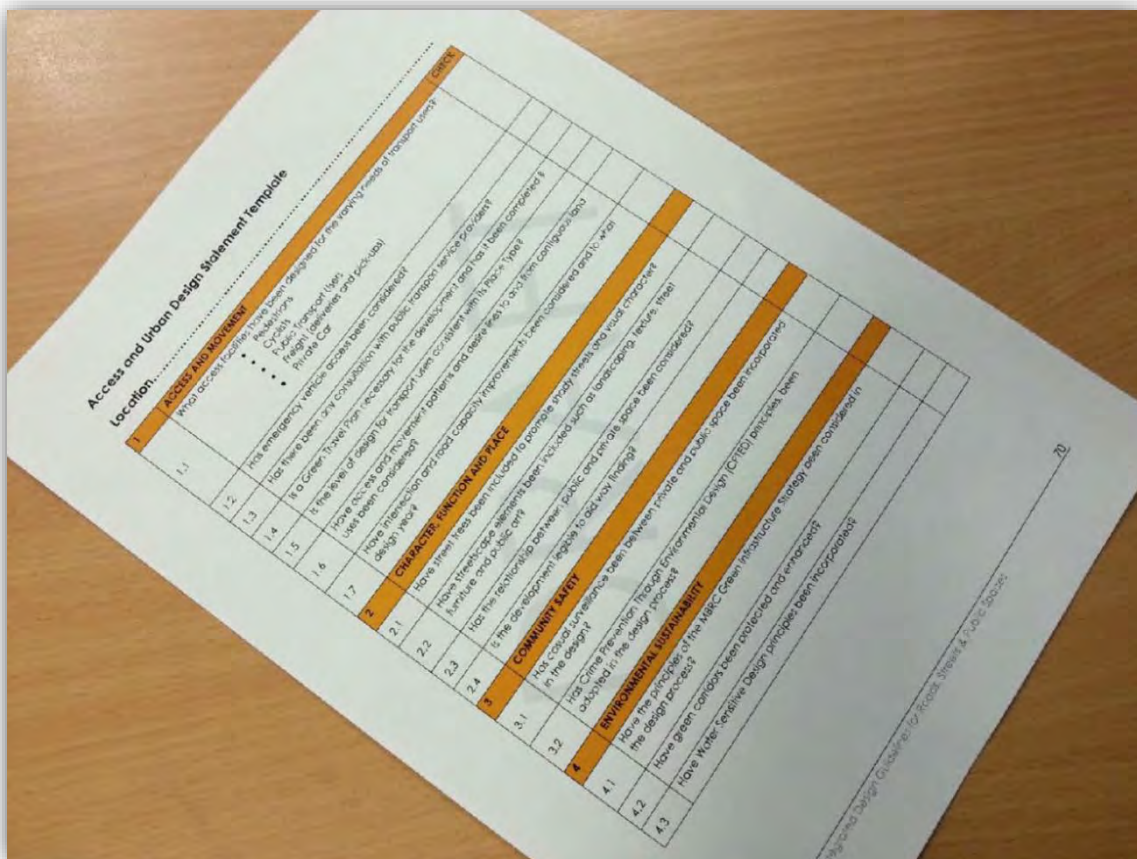 Access and Urban Design Statement Template
Location
1 ACCESS AND MOVEMENT CHECK
1.1 What access facilities have been designed for the varying needs of transport users?
• Pedestrians
• Cyclists
• Public Transport Users
• Freight (deliveries and pick-ups)
• Private Car
1.2 Has emergency vehicle access been considered?
1.3 Has there been any consultation with public transport service providers?
1.4 Is a Green Travel Plan necessary for the development and has it been completed?
1.5 Is the level of design for transport users consistent with its Place Type?
1.6 Have access and movement patterns and desire lines to and from contiguous land
uses been considered?
1.7 Have intersection and road capacity improvements been considered and to what
design year?
2 CHARACTER, FUNCTION AND PLACE
2.1 Have street trees been included to promote shady streets and visual character?
2.2 Have streetscape elements been included such as landscaping, texture, street
furniture and public art?
2.3 Has the relationship between public and private space been considered?
2.4 Is the development legible to aid way finding?
3 COMMUNITY SAFETY
3.1 Has casual surveillance been between private and public space been incorporated
in the design?
3.2 Has Crime Prevention Through Environmental Design (CPTED) principles, been
adopted in the design process?
4 ENVIRONMENTAL SUSTAINABILITY
4.1 Have the principles of the MBRC Green Infrastructure Strategy been considered in
the design process?
4.2 Have green corridors been protected and enhanced?
4.3 Have Water Sensitive Design principles been incorporated?
70
Design Guideline for Roads, Streets & Public Spaces